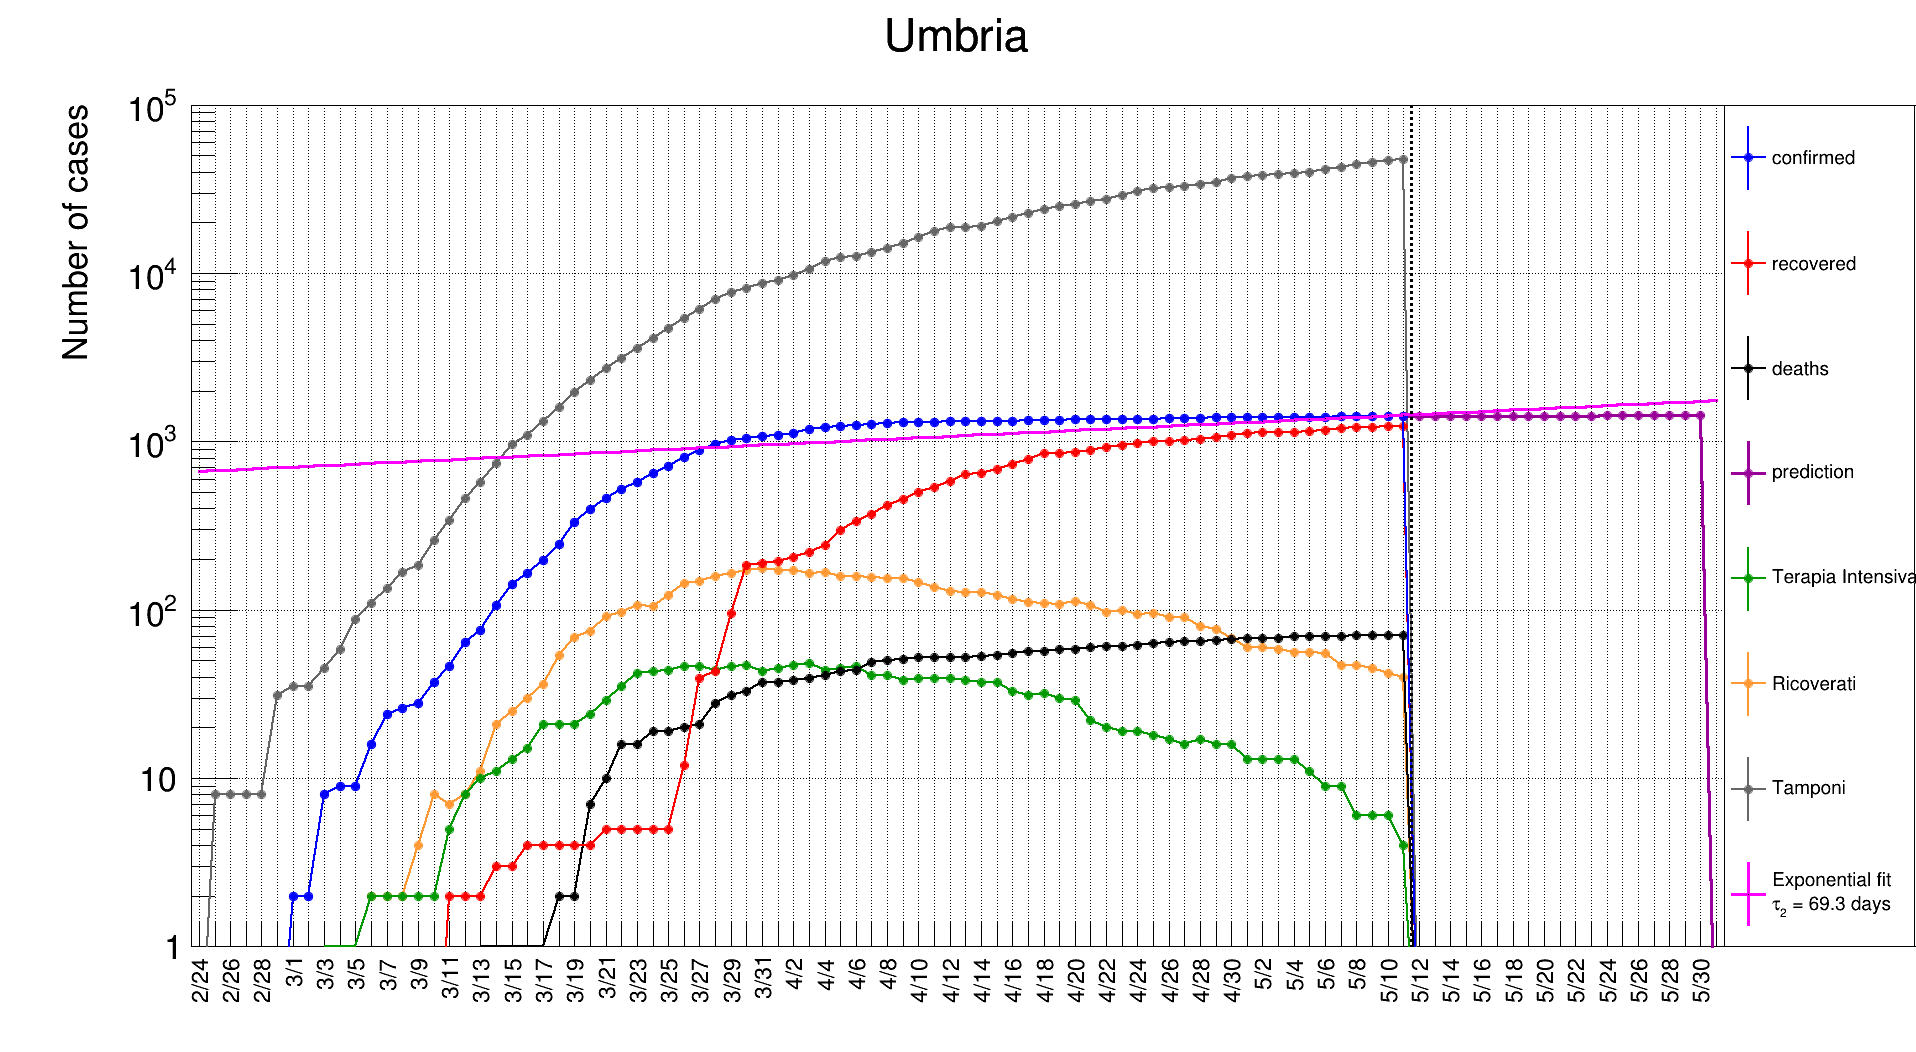 Umbria
Number of cases
10^5
10^4
10^3
10^2
10
1
2/24 2/26 2/28 3/1 3/3 3/5 3/7 3/9 3/11 3/13 3/15 3/17 3/19 3/21 3/23 3/25 3/27 3/29 3/31 4/2 4/4 4/6 4/8 4/10 4/12 4/14 4/16 4/18 4/20 4/22 4/24 4/26 4/28 4/30 5/2 5/4 5/6 5/8 5/10 5/12 5/14 5/16 5/18 5/20 5/22 5/24 5/26 5/28 5/30
confirmed
recovered
deaths
prediction
Terapia Intensiva
Ricoverati
Tamponi
Exponential fit
τ_2 = 69.3 days